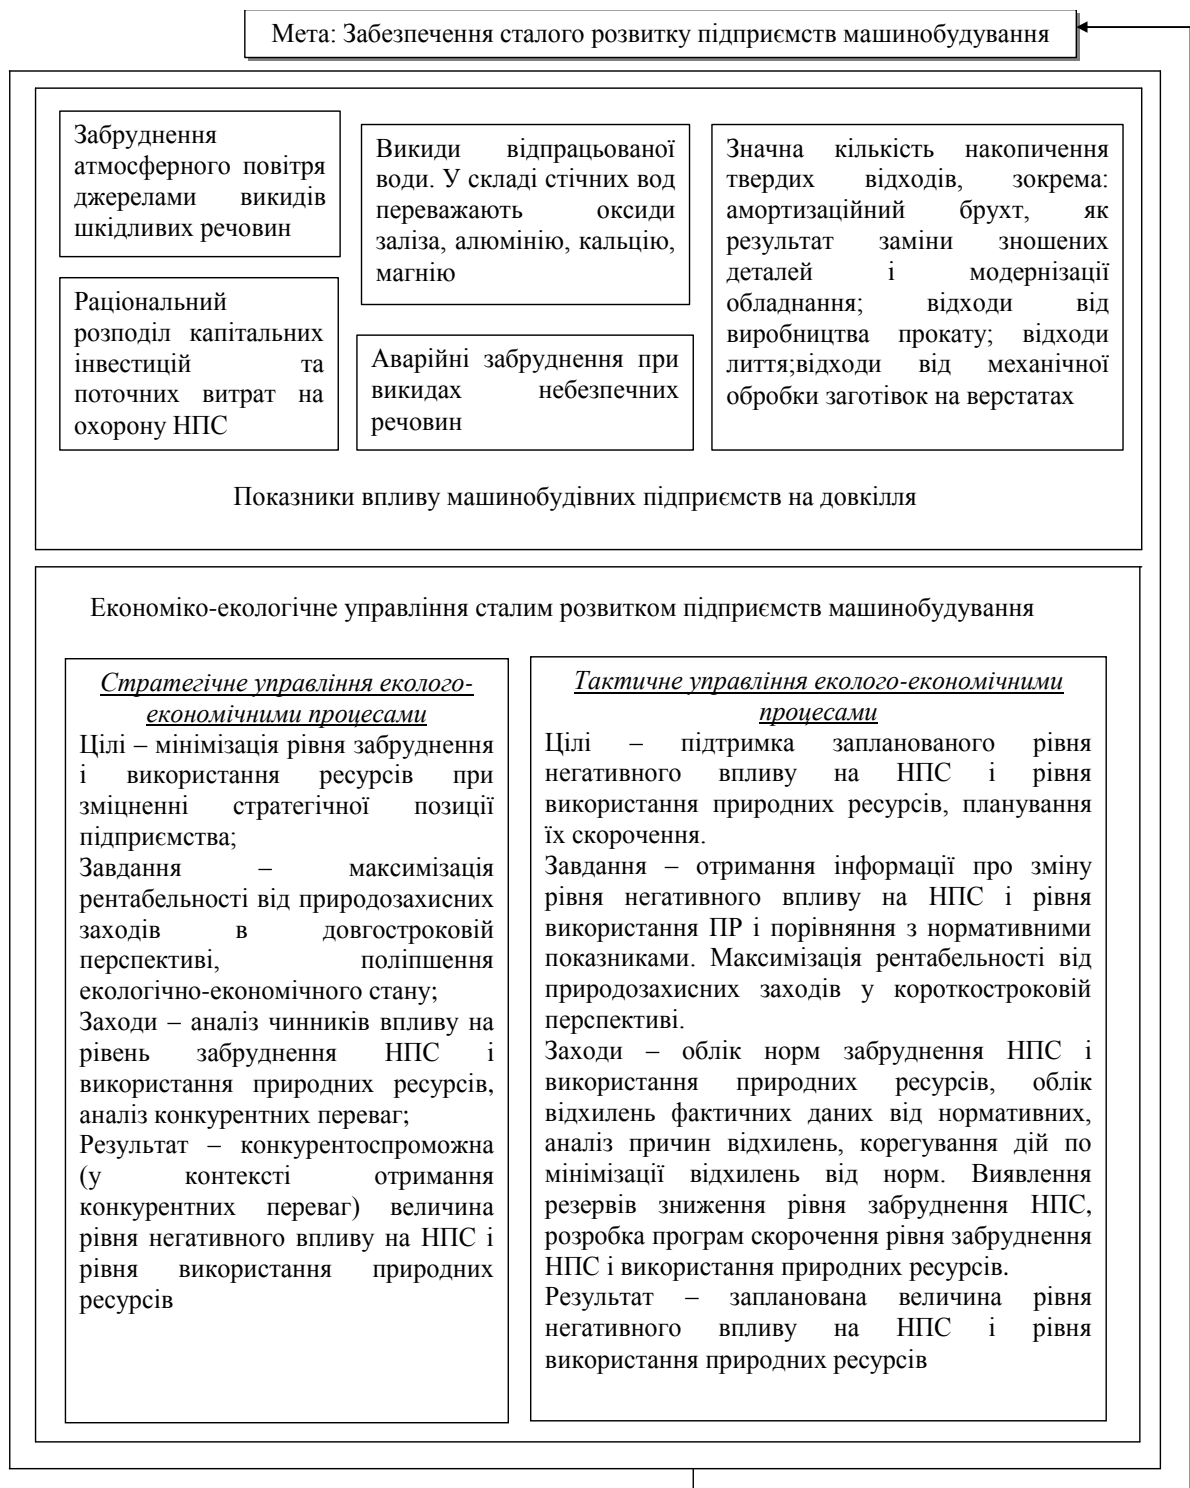 Мета: Забезпечення сталого розвитку підприємств машинобудування
Забруднення
атмосферного повітря
джерелами викидів
шкідливих речовин
Раціональний
розподіл капітальних
інвестицій та
поточних витрат на
охорону НПС
Викиди відпрацьованої
води. У складі стічних вод
переважають оксиди
заліза, алюмінію, кальцію,
магнію
Аварійні забруднення при
викидах небезпечних
речовин
Значна кількість накопичення
твердих відходів, зокрема:
амортизаційний брухт, як
результат заміни зношених
деталей і модернізації
обладнання; відходи від
виробництва прокату; відходи
лиття;відходи від механічної
обробки заготівок на верстатах
Показники впливу машинобудівних підприємств на довкілля
Економіко-екологічне управління сталим розвитком підприємств машинобудування
Стратегічне управління еколого-
економічними процесами
Цілі – мінімізація рівня забруднення
і використання ресурсів при
зміцненні стратегічної позиції
підприємства;
Завдання – максимізація
рентабельності від природозахисних
заходів в довгостроковій
перспективі, поліпшення
екологічно-економічного стану;
Заходи – аналіз чинників впливу на
рівень забруднення НПС і
використання природних ресурсів,
аналіз конкурентних переваг;
Результат – конкурентоспроможна
(у контексті отримання
конкурентних переваг) величина
рівня негативного впливу на НПС і
рівня використання природних
ресурсів
Тактичне управління еколого-економічними
процесами
Цілі – підтримка запланованого рівня
негативного впливу на НПС і рівня
використання природних ресурсів, планування
їх скорочення.
Завдання – отримання інформації про зміну
рівня негативного впливу на НПС і рівня
використання ПР і порівняння з нормативними
показниками. Максимізація рентабельності від
природозахисних заходів у короткостроковій
перспективі.
Заходи – облік норм забруднення НПС і
використання природних ресурсів, облік
відхилень фактичних даних від нормативних,
аналіз причин відхилень, корегування дій по
мінімізації відхилень від норм. Виявлення
резервів зниження рівня забруднення НПС,
розробка програм скорочення рівня забруднення
НПС і використання природних ресурсів.
Результат – запланована величина рівня
негативного впливу на НПС і рівня
використання природних ресурсів